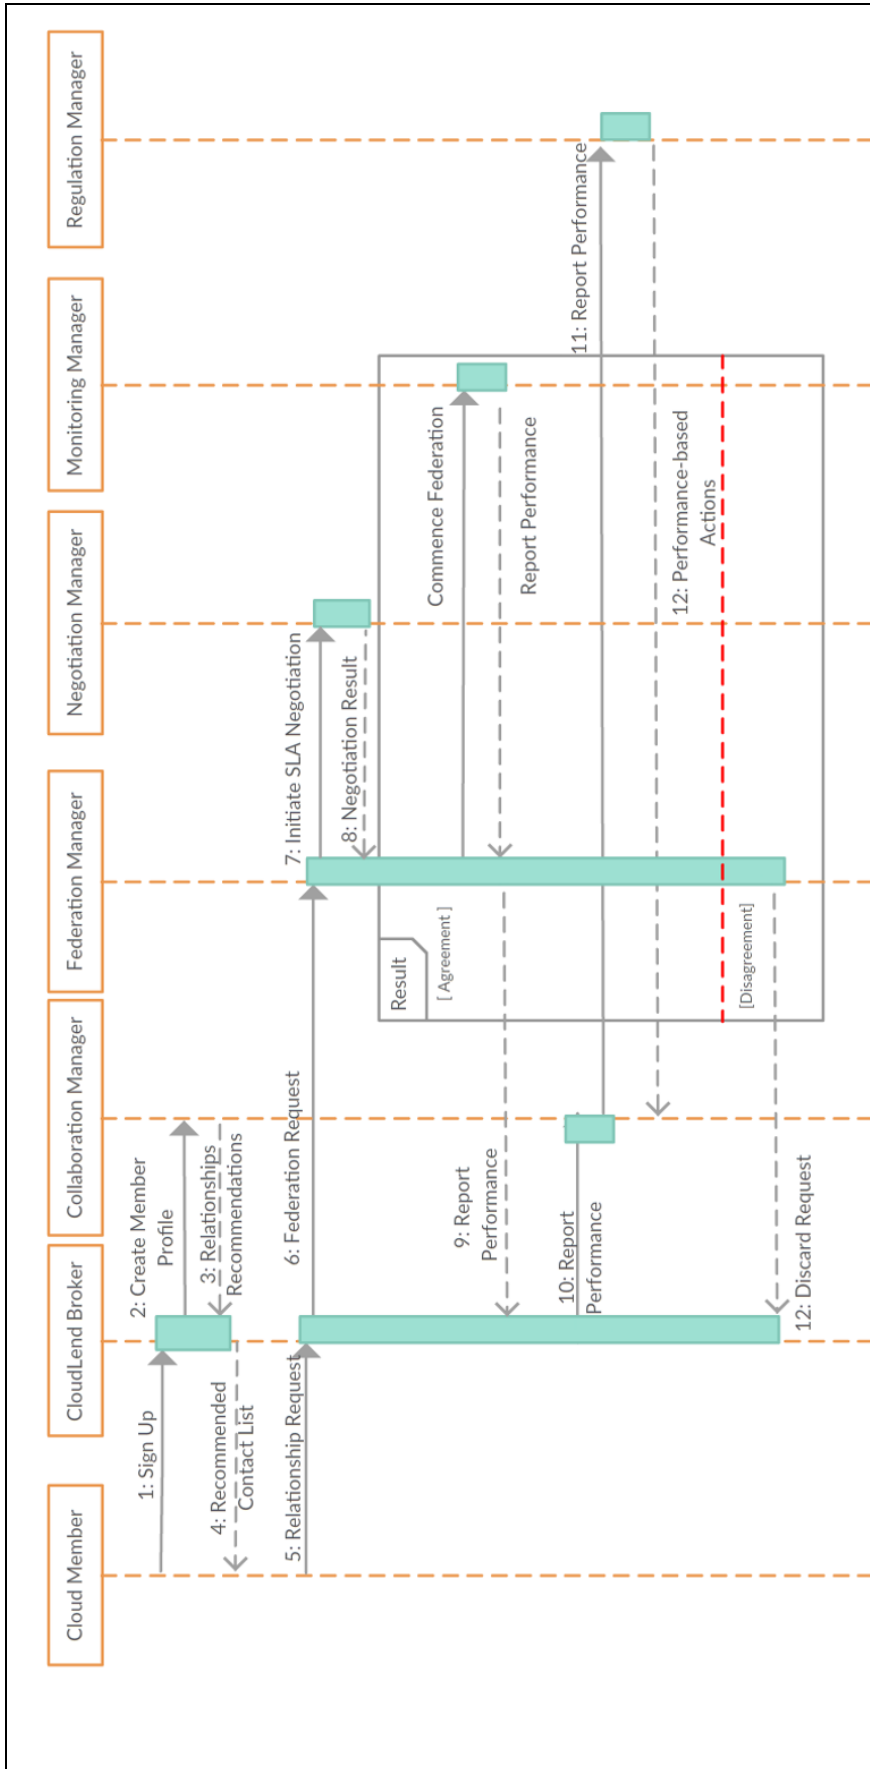 Cloud Member
CloudLend Broker
Collaboration Manager
Federation Manager
Negotiation Manager
Monitoring Manager
Regulation Manager
1: Sign Up
2: Create Member
Profile
3: Relationships
Recommendations
4: Recommended
Contact List
5: Relationship Request
6: Federation Request
7: Initiate SLA Negotiation
8: Negotiation Result
Result
[ Agreement ]
Commence Federation
Report Performance
9: Report
Performance
10: Report
Performance
11: Report Performance
12: Performance-based
Actions
[Disagreement]
12: Discard Request